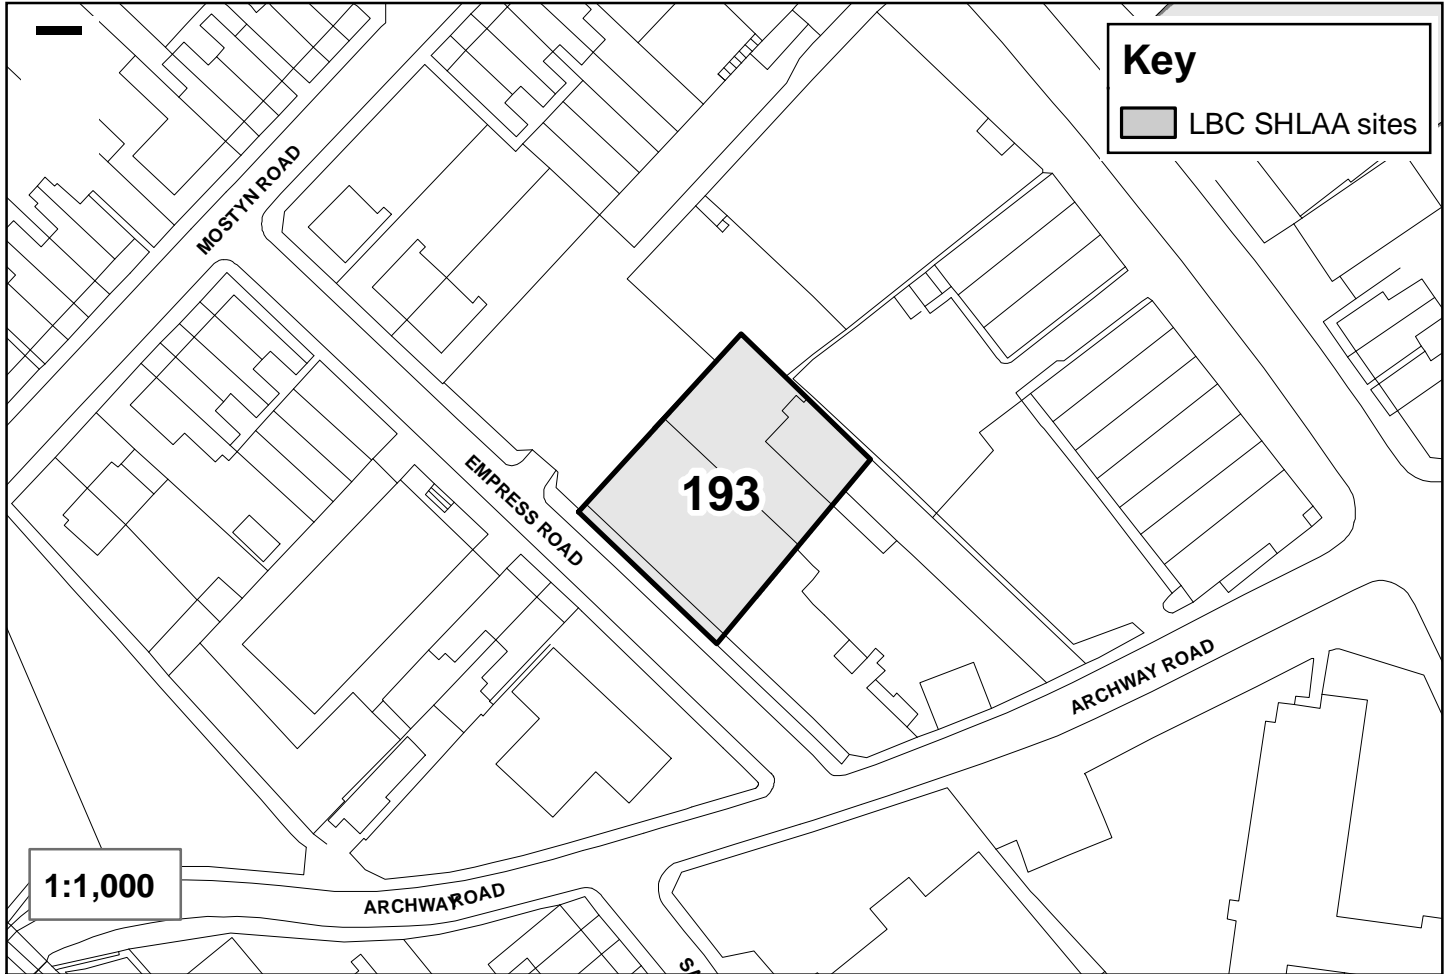 Key
LBC SHLAA sites
MOSTYN ROAD
EMPRESS ROAD
193
ARCHWAY ROAD
1:1,000
ARCHWAY ROAD